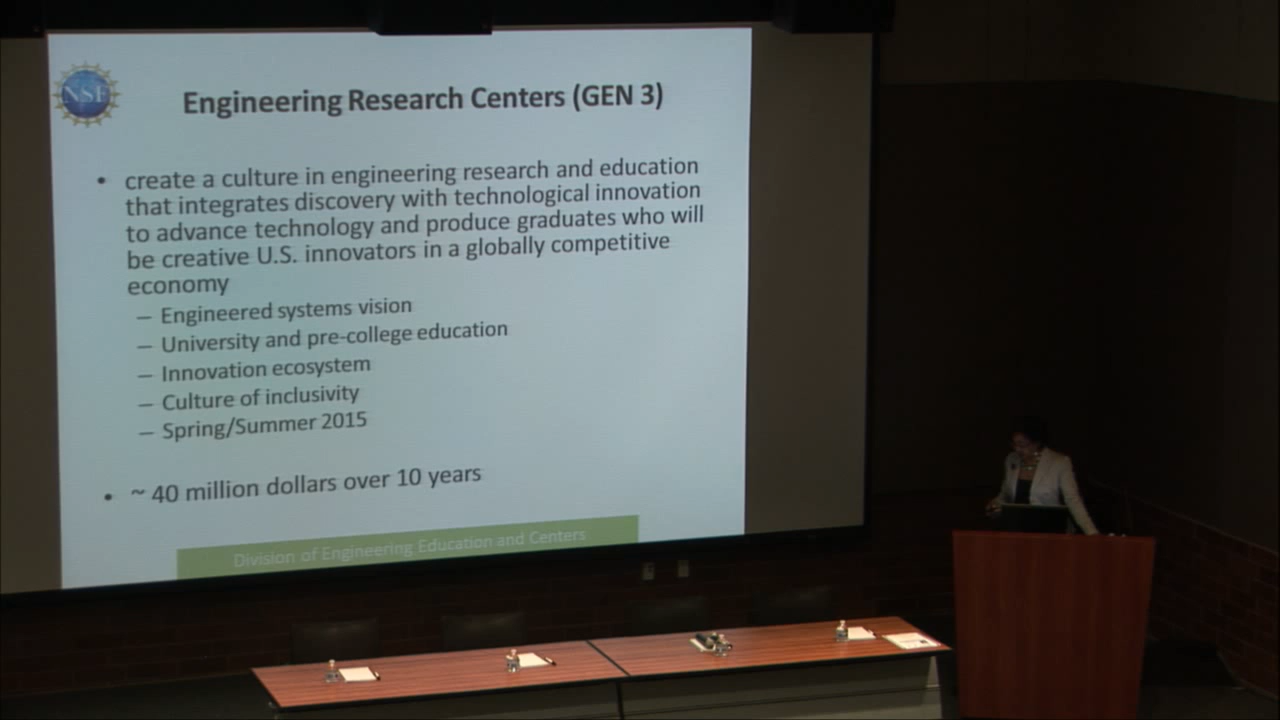 NSF
Engineering Research Centers (GEN 3)
• create a culture in engineering research and education
that integrates discovery with technological innovation
to advance technology and produce graduates who will
be creative U.S. innovators in a globally competitive
economy
– Engineered systems vision
– University and pre-college education
– Innovation ecosystem
– Culture of inclusivity
– Spring/Summer 2015
• ~ 40 million dollars over 10 years
Division of Engineering Education and Centers